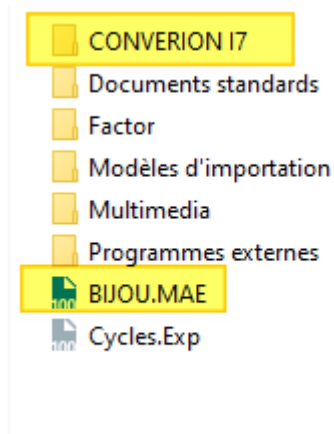 CONVERION I7
Documents standards
Factor
Modèles d'importation
Multimedia
Programmes externes
BIJOU.MAE
Cycles.Exp